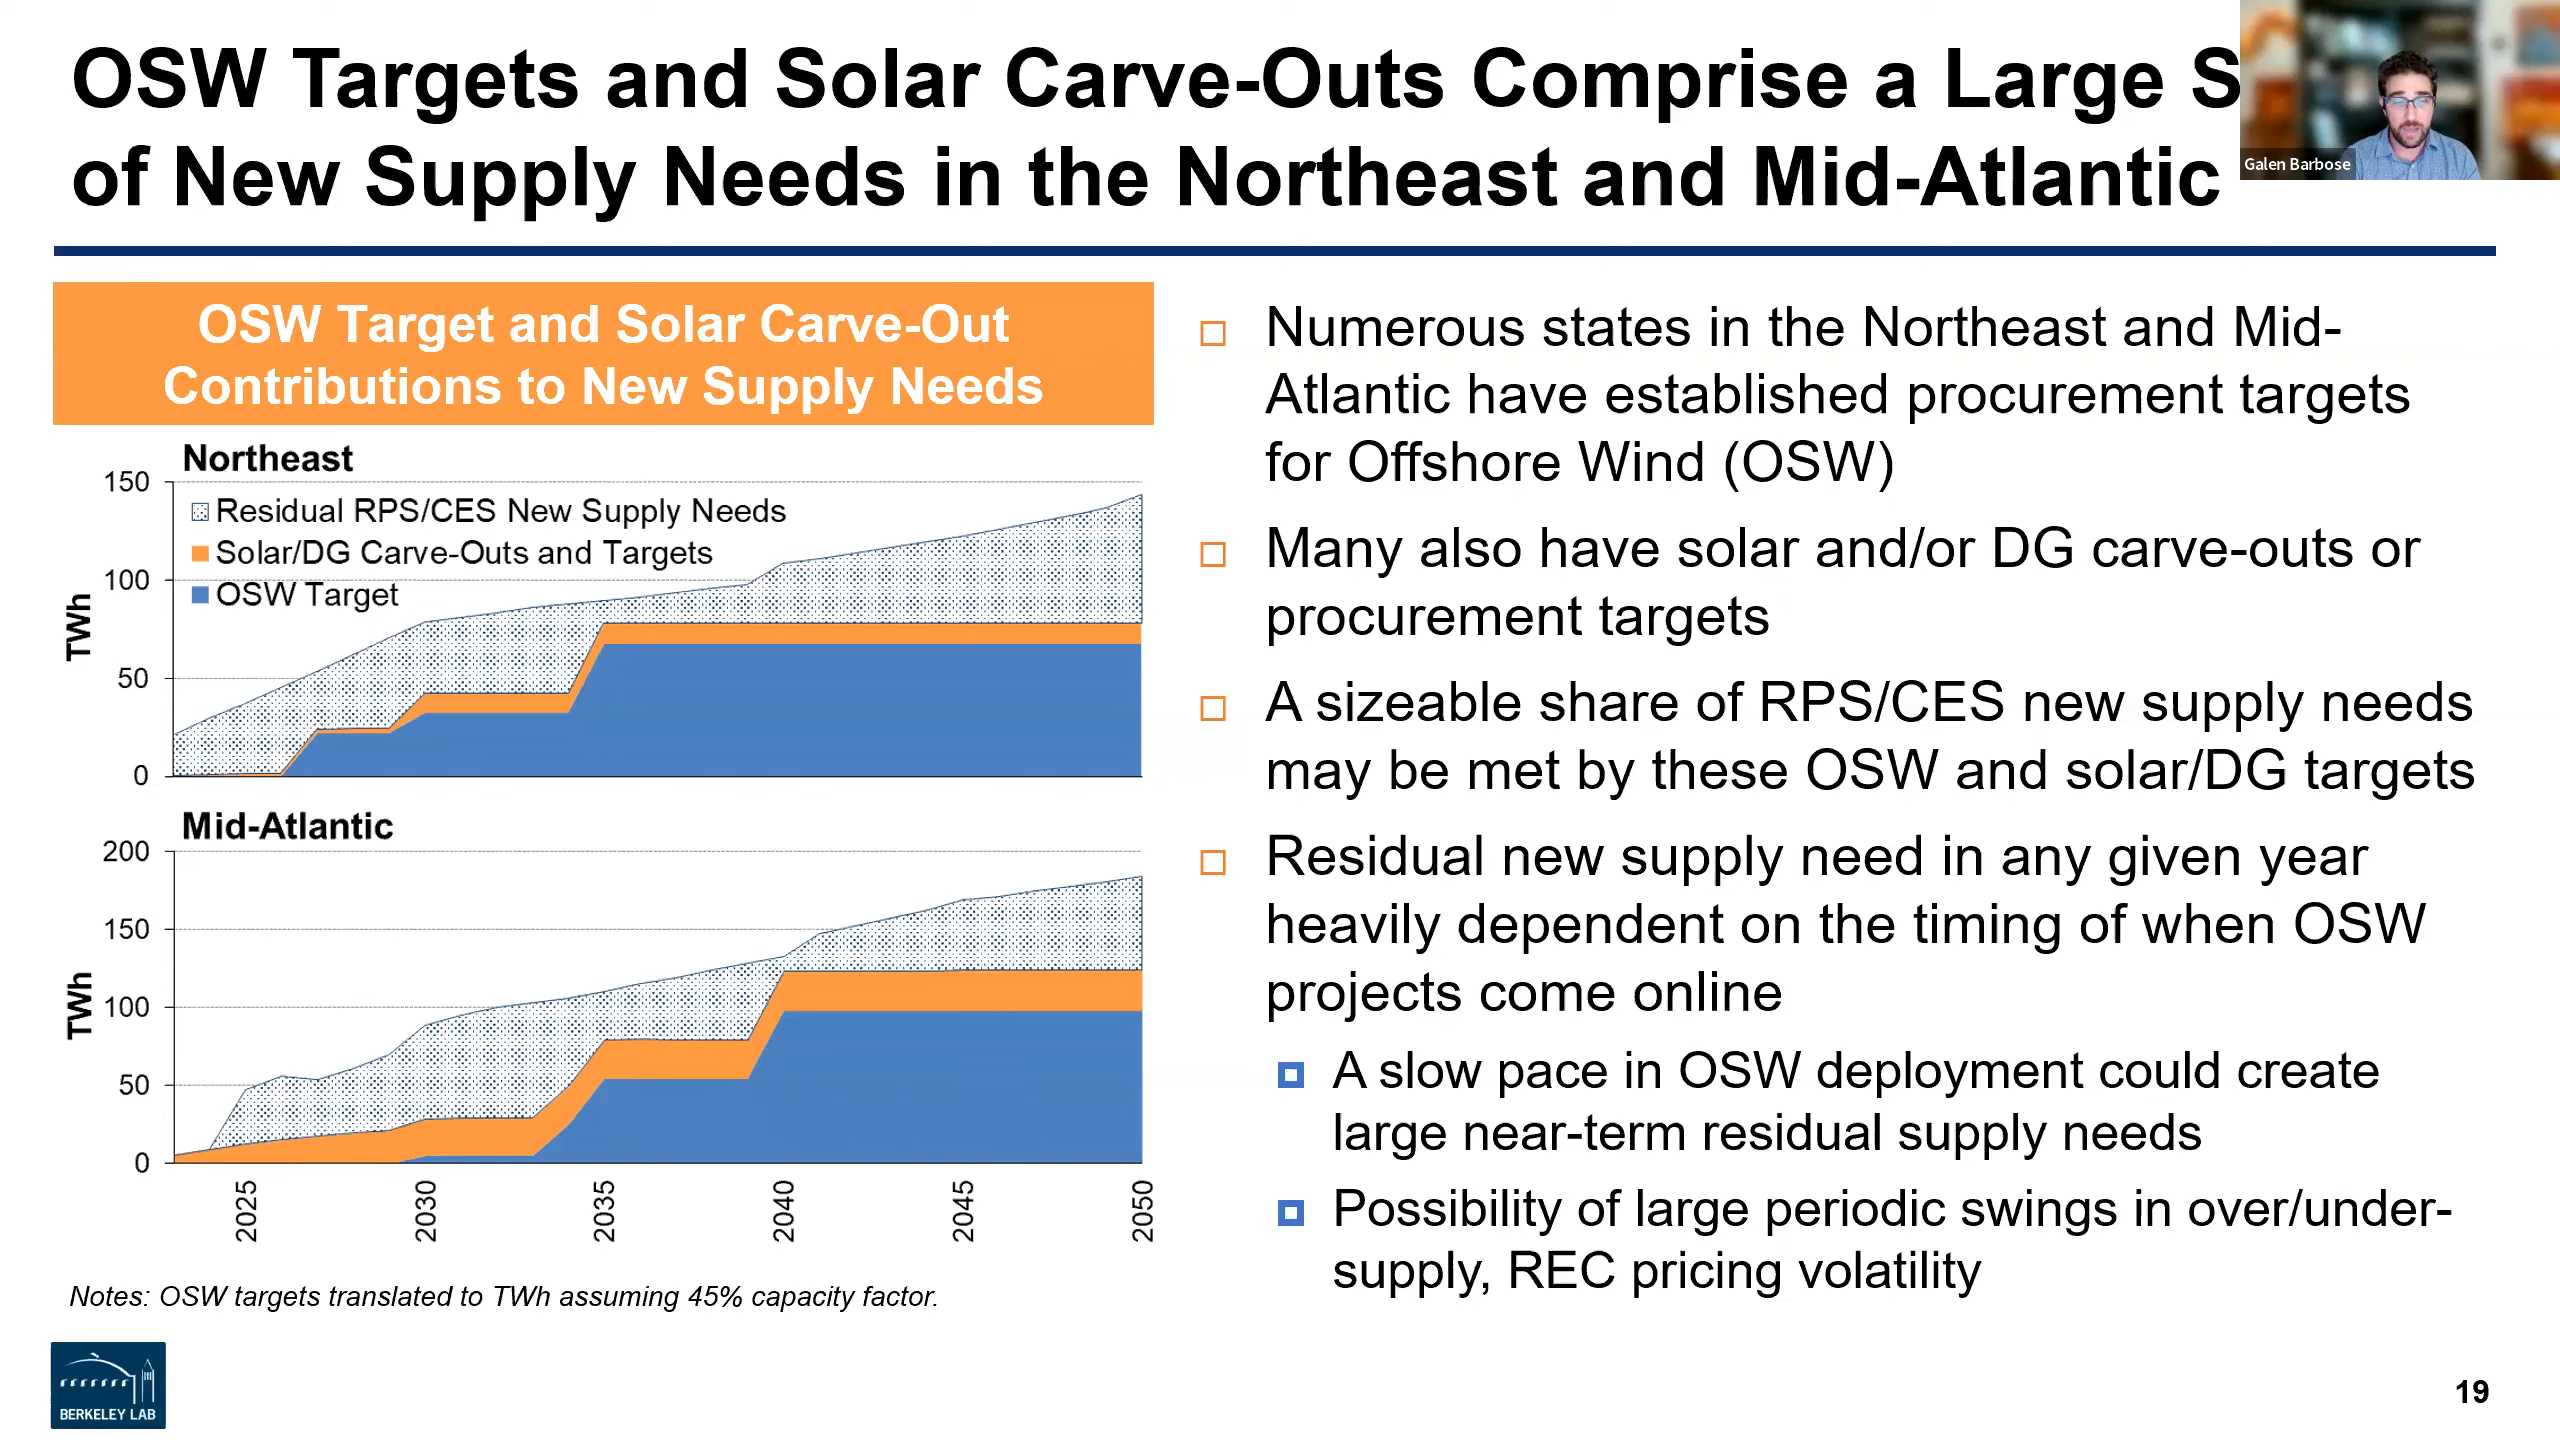 OSW Targets and Solar Carve-Outs Comprise a Large S
of New Supply Needs in the Northeast and Mid-Atlantic
Galen Barbose
OSW Target and Solar Carve-Out
Contributions to New Supply Needs
Northeast
150
100
50
0
TWh
Residual RPS/CES New Supply Needs
Solar/DG Carve-Outs and Targets
OSW Target
Mid-Atlantic
200
150
100
50
0
TWh
2025
2030
2035
2040
2045
2050
Notes: OSW targets translated to TWh assuming 45% capacity factor.
Numerous states in the Northeast and Mid-
Atlantic have established procurement targets
for Offshore Wind (OSW)
Many also have solar and/or DG carve-outs or
procurement targets
A sizeable share of RPS/CES new supply needs
may be met by these OSW and solar/DG targets
Residual new supply need in any given year
heavily dependent on the timing of when OSW
projects come online
A slow pace in OSW deployment could create
large near-term residual supply needs
Possibility of large periodic swings in over/under-
supply, REC pricing volatility
BERKELEY LAB
19